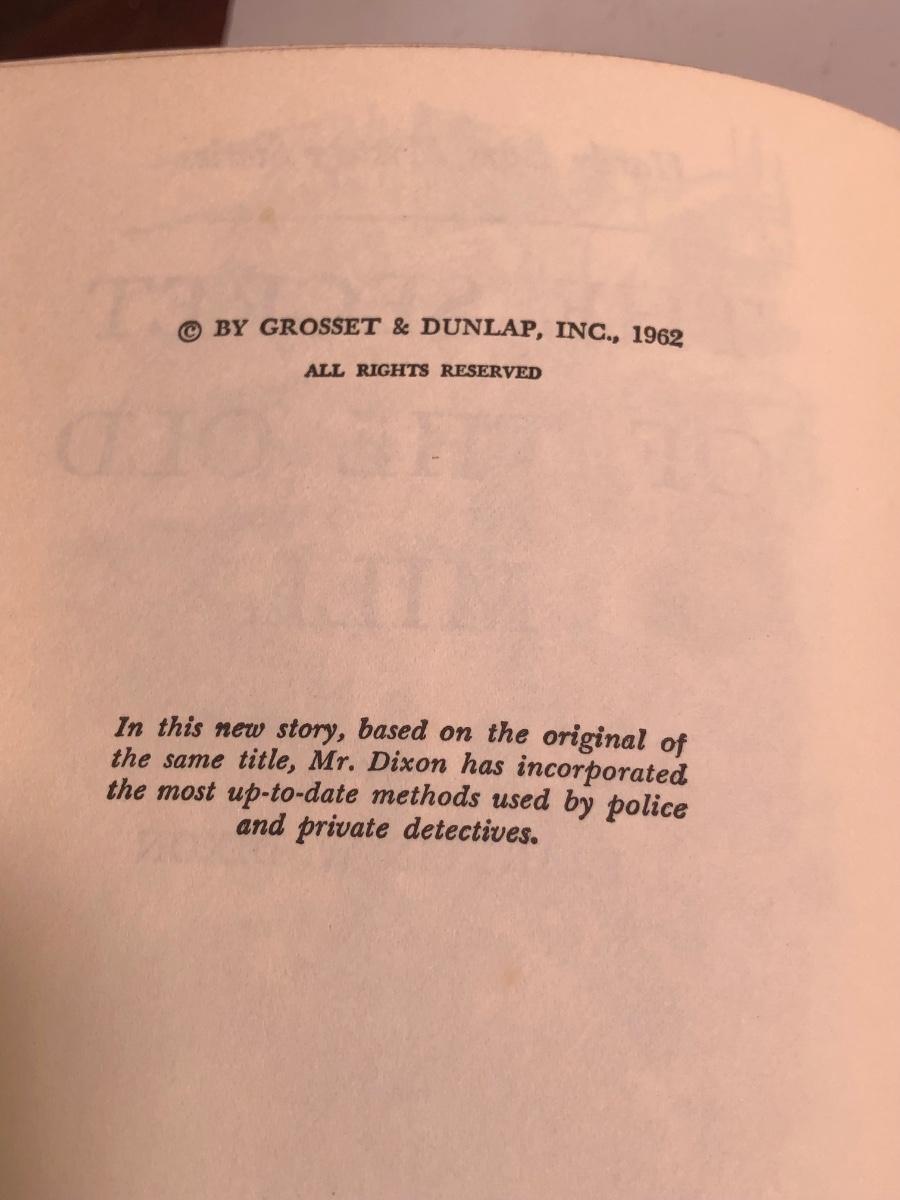 © BY GROSSET & DUNLAP, INC., 1962
ALL RIGHTS RESERVED
In this new story, based on the original of
the same title, Mr. Dixon has incorporated
the most up-to-date methods used by police
and private detectives.